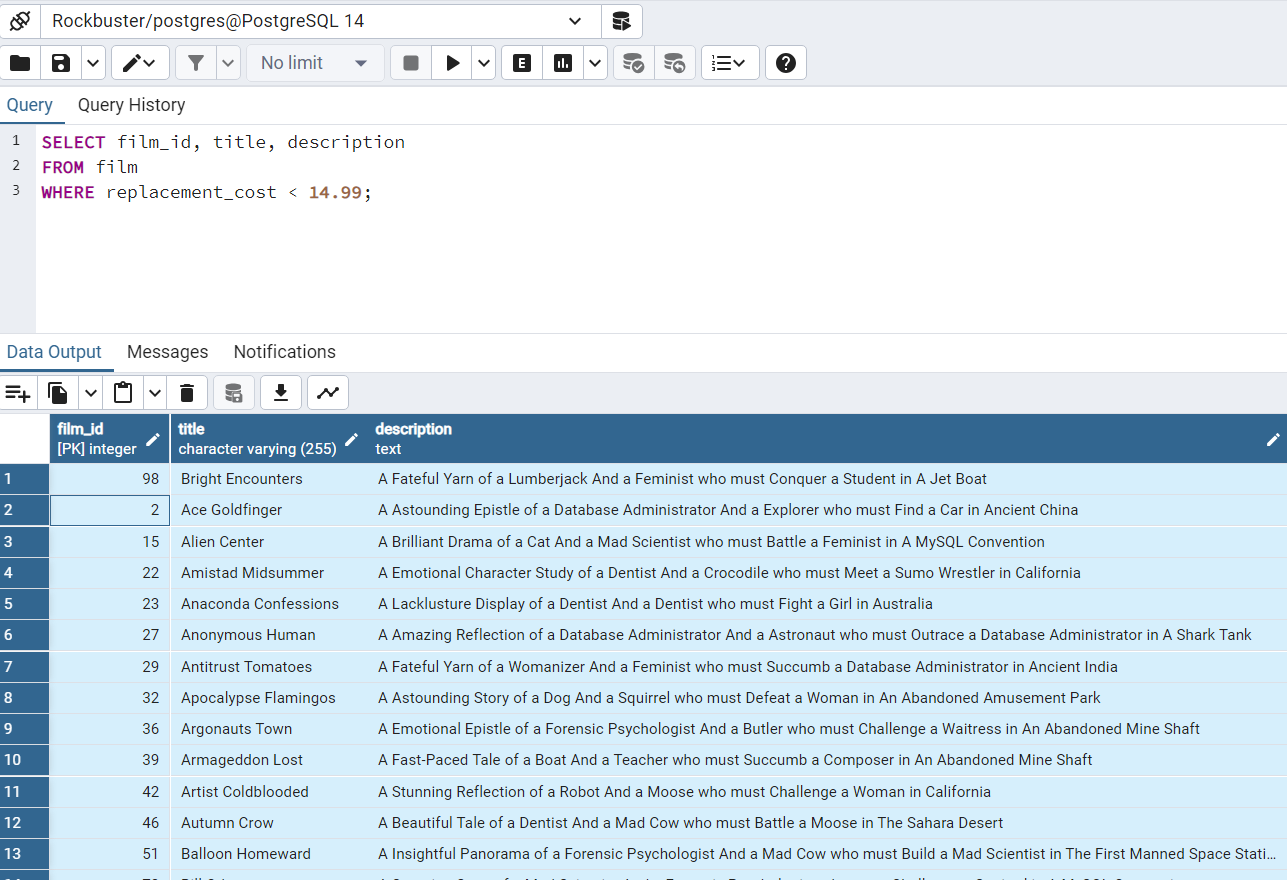 Rockbuster/postgres@PostgreSQL 14
No limit
E
Query Query History
1 SELECT film_id, title, description
2 FROM film
3 WHERE replacement_cost < 14.99;
Data Output Messages Notifications
film_id title description
[PK] integer character varying (255) text
1 98 Bright Encounters A Fateful Yarn of a Lumberjack And a Feminist who must Conquer a Student in A Jet Boat
2 2 Ace Goldfinger A Astounding Epistle of a Database Administrator And a Explorer who must Find a Car in Ancient China
3 15 Alien Center A Brilliant Drama of a Cat And a Mad Scientist who must Battle a Feminist in A MySQL Convention
4 22 Amistad Midsummer A Emotional Character Study of a Dentist And a Crocodile who must Meet a Sumo Wrestler in California
5 23 Anaconda Confessions A Lacklusture Display of a Dentist And a Dentist who must Fight a Girl in Australia
6 27 Anonymous Human A Amazing Reflection of a Database Administrator And a Astronaut who must Outrace a Database Administrator in A Shark Tank
7 29 Antitrust Tomatoes A Fateful Yarn of a Womanizer And a Feminist who must Succumb a Database Administrator in Ancient India
8 32 Apocalypse Flamingos A Astounding Story of a Dog And a Squirrel who must Defeat a Woman in An Abandoned Amusement Park
9 36 Argonauts Town A Emotional Epistle of a Forensic Psychologist And a Butler who must Challenge a Waitress in An Abandoned Mine Shaft
10 39 Armageddon Lost A Fast-Paced Tale of a Boat And a Teacher who must Succumb a Composer in An Abandoned Mine Shaft
11 42 Artist Coldblooded A Stunning Reflection of a Robot And a Moose who must Challenge a Woman in California
12 46 Autumn Crow A Beautiful Tale of a Dentist And a Mad Cow who must Battle a Moose in The Sahara Desert
13 51 Balloon Homeward A Insightful Panorama of a Forensic Psychologist And a Mad Cow who must Build a Mad Scientist in The First Manned Space Stati...